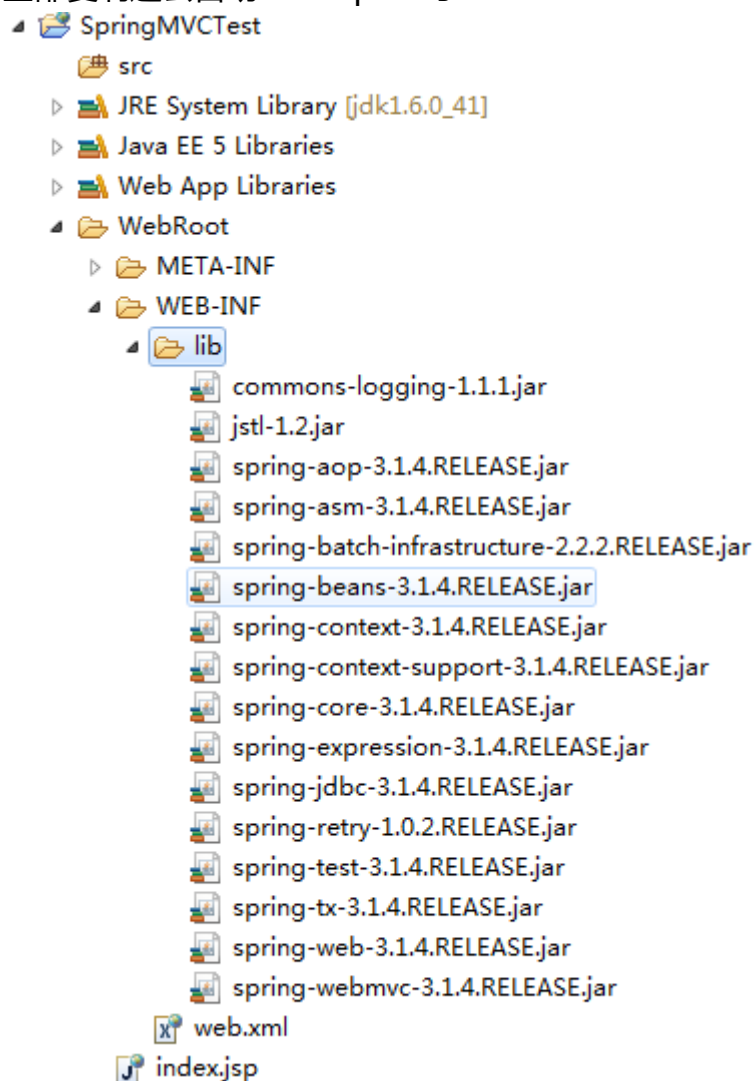 SpringMVCTest
src
JRE System Library [jdk1.6.0_41]
Java EE 5 Libraries
Web App Libraries
WebRoot
META-INF
WEB-INF
lib
commons-logging-1.1.1.jar
jstl-1.2.jar
spring-aop-3.1.4.RELEASE.jar
spring-asm-3.1.4.RELEASE.jar
spring-batch-infrastructure-2.2.2.RELEASE.jar
spring-beans-3.1.4.RELEASE.jar
spring-context-3.1.4.RELEASE.jar
spring-context-support-3.1.4.RELEASE.jar
spring-core-3.1.4.RELEASE.jar
spring-expression-3.1.4.RELEASE.jar
spring-jdbc-3.1.4.RELEASE.jar
spring-retry-1.0.2.RELEASE.jar
spring-test-3.1.4.RELEASE.jar
spring-tx-3.1.4.RELEASE.jar
spring-web-3.1.4.RELEASE.jar
spring-webmvc-3.1.4.RELEASE.jar
web.xml
index.jsp